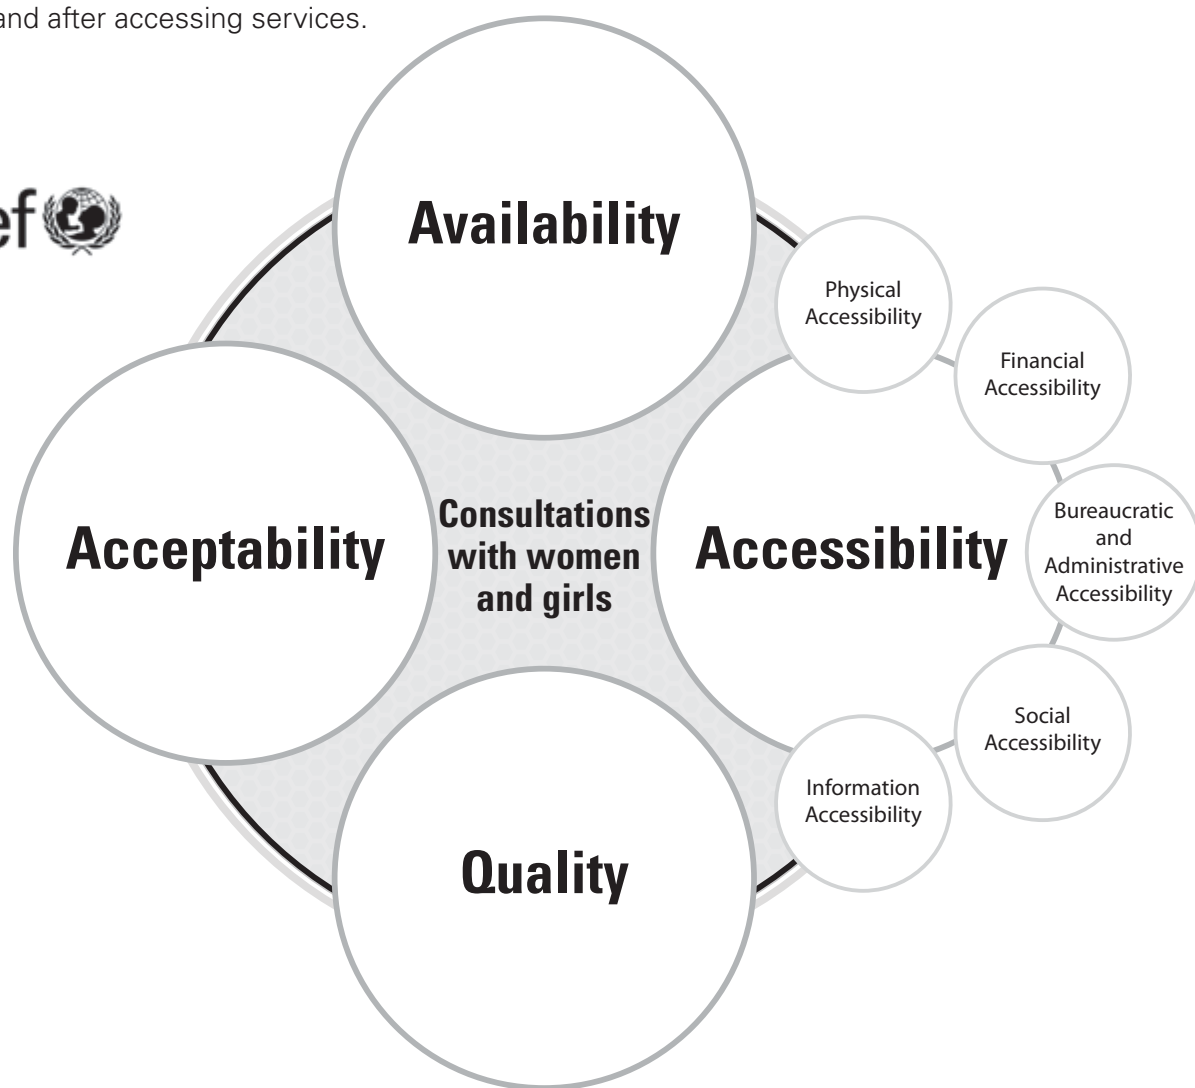 and after accessing services.
ef
Availability
Physical
Accessibility
Financial
Accessibility
Acceptability
Consultations
with women
and girls
Accessibility
Bureaucratic
and
Administrative
Accessibility
Social
Accessibility
Information
Accessibility
Quality